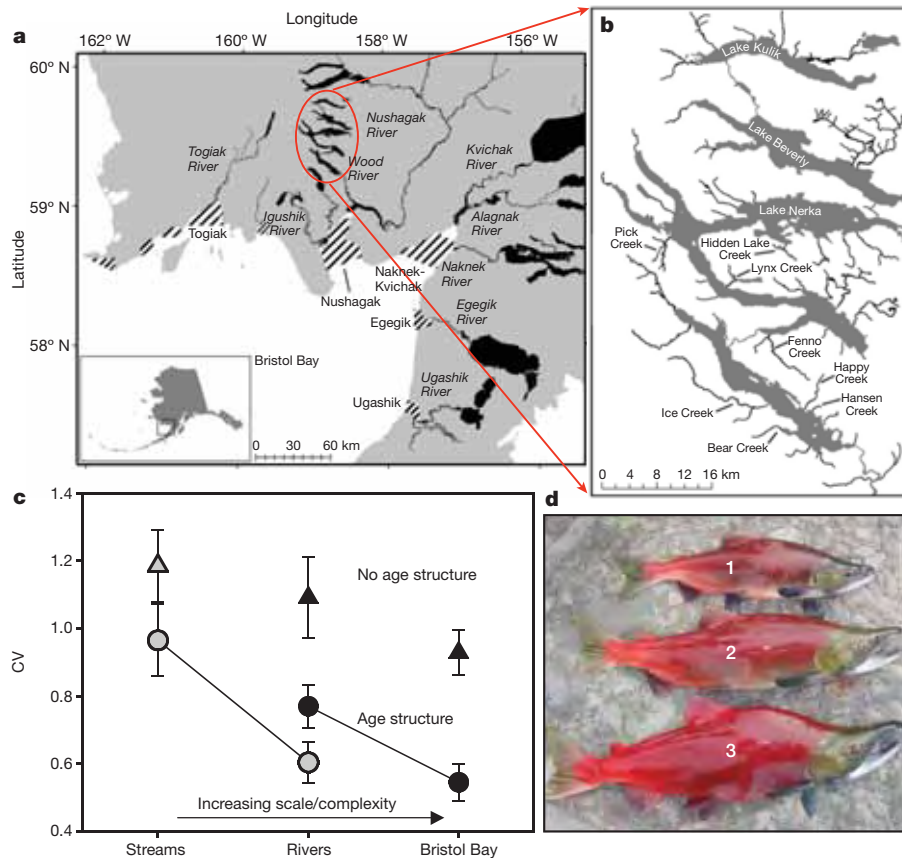 Longitude
a
162° W
160° W
158° W
156° W
60° N
59° N
58° N
Latitude
Nushagak
River
Togiak
River
Wood
River
Kvichak
River
Igushik
River
Alagnak
River
Togiak
Naknek-
Kvichak
Naknek
River
Nushagak
Egegik
River
Egegik
Bristol Bay
Ugashik
River
Ugashik
0 30 60 km
b
Lake Kulik
Lake Beverly
Lake Nerka
Pick
Creek
Hidden Lake
Creek
Lynx Creek
Fenno
Creek
Happy
Creek
Hansen
Creek
Ice Creek
Bear Creek
0 4 8 12 16 km
c
1.4
1.2
1.0
0.8
0.6
0.4
CV
No age structure
Age structure
Increasing scale/complexity
Streams
Rivers
Bristol Bay
d
1
2
3